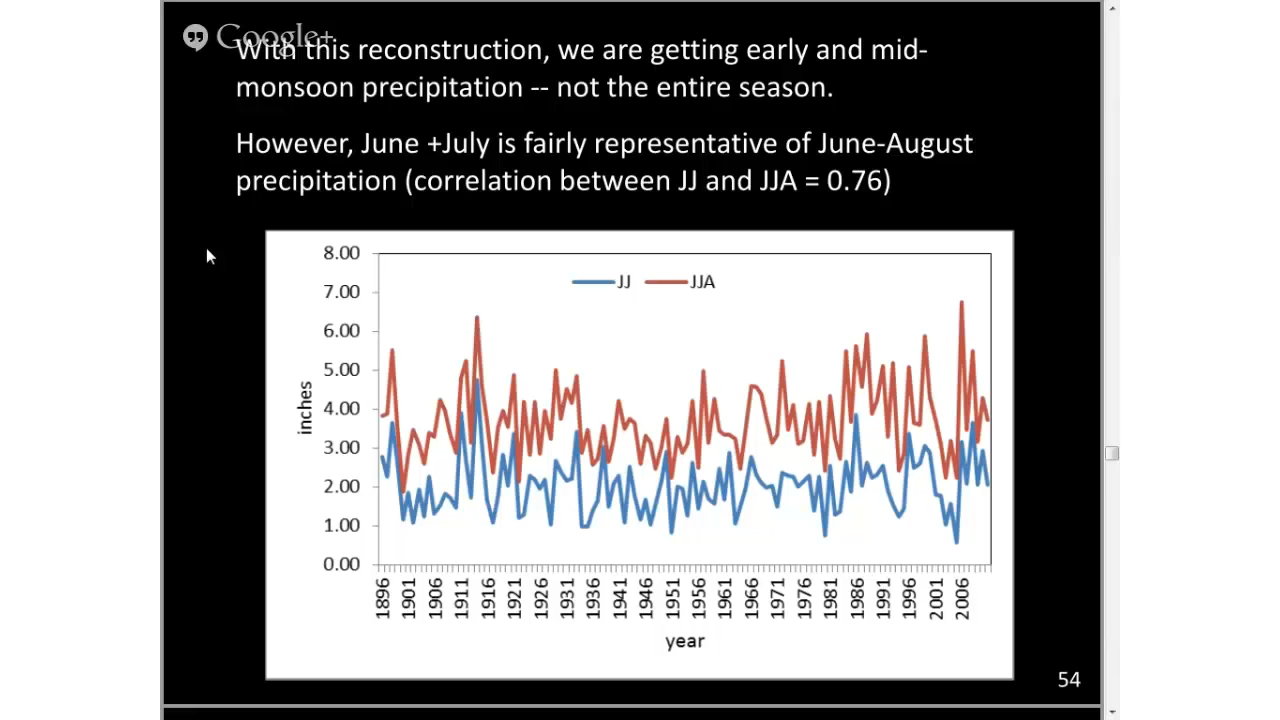 Google+
With this reconstruction, we are getting early and mid-
monsoon precipitation -- not the entire season.
However, June +July is fairly representative of June-August
precipitation (correlation between JJ and JJA = 0.76)
8.00
JJ JJA
7.00
6.00
5.00
4.00
3.00
2.00
1.00
0.00
inches
1896 1901 1906 1911 1916 1921 1926 1931 1936 1941 1946 1951 1956 1961 1966 1971 1976 1981 1986 1991 1996 2001 2006
year
54